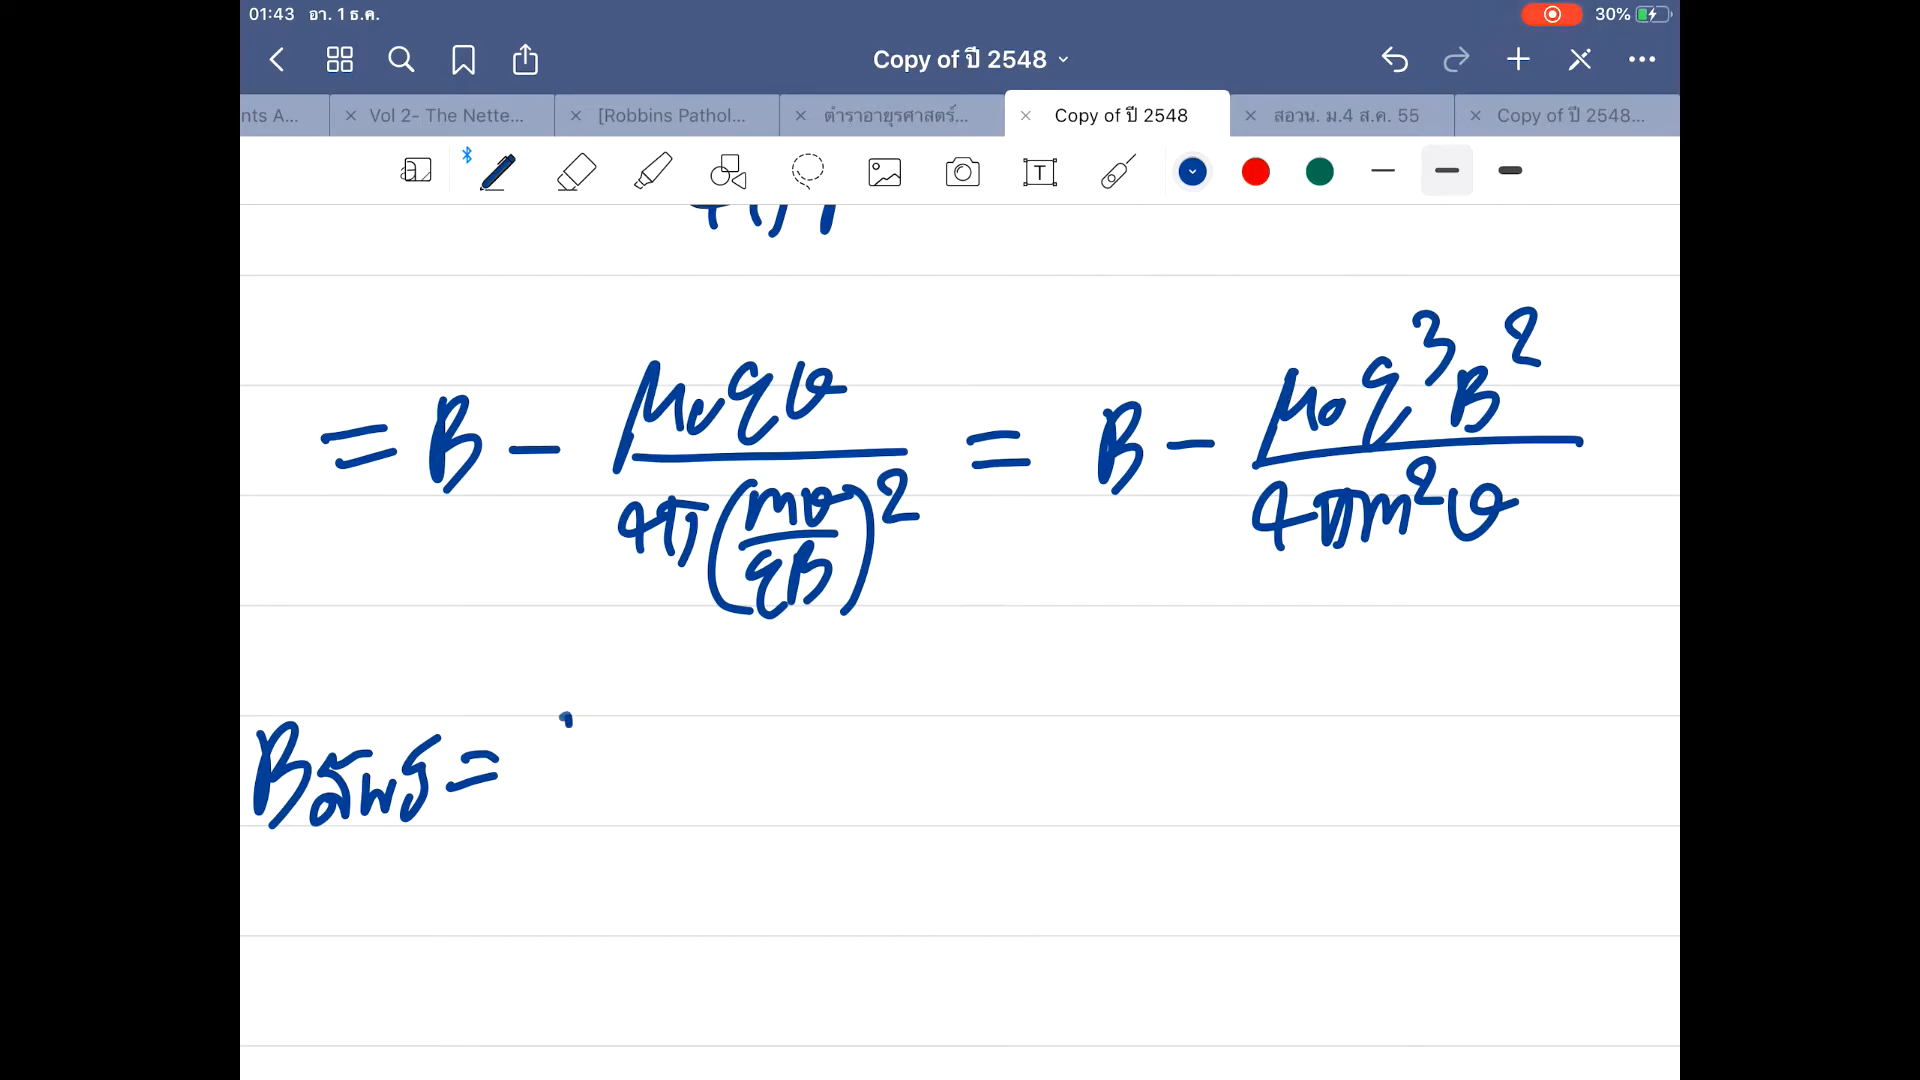 01:43 อา. 1 ธ.ค.
30%
Copy of ปี 2548
nts A... × Vol 2- The Nette... × [Robbins Pathol... × ตำราอายุรศาสตร์... × Copy of ปี 2548 × สอวน. ม.4 ส.ค. 55 × Copy of ปี 2548...
= B - μ₀qv / 4π(mv/qB)² = B - μ₀q³B² / 4πm²v
Bลัพธ์ =